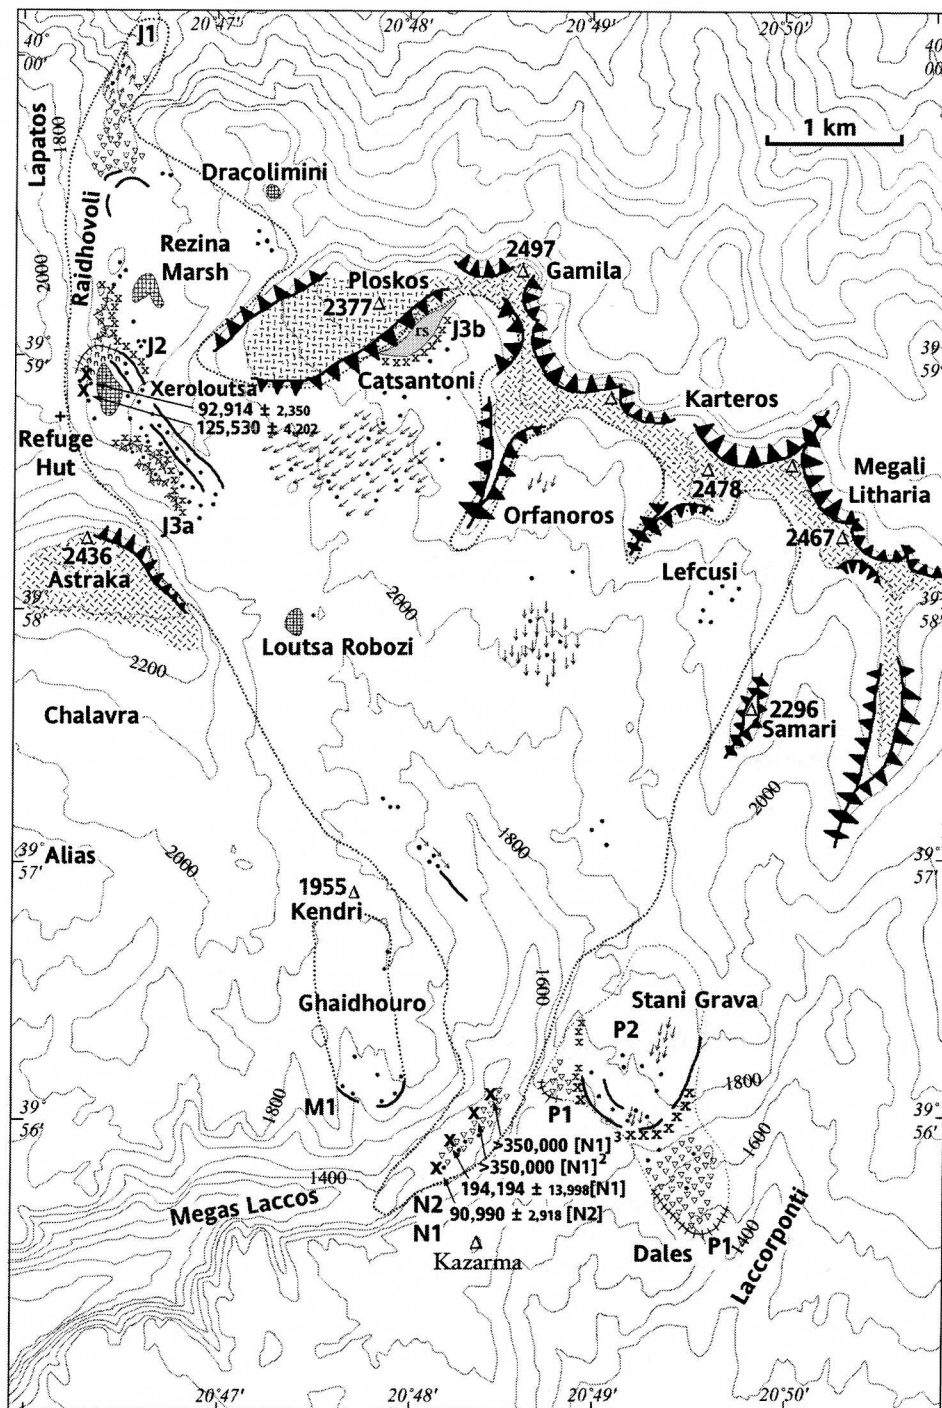 20°47'
20°48'
20°49'
20°50'
40°
00'
40
00
J1
1 km
Lapatos
1800
Dracolimini
Raidhovoli
Rezina
Marsh
2000
2497
Gamila
Ploskos
2377
rs
J3b
J2
39°
59'
39
59'
Catsantoni
Xeroloutsa
92,914 ± 2,350
125,530 ± 4,202
Karteros
Refuge
Hut
Megali
Litharia
2478
Orfanoros
J3a
2467
2436
Astraka
Lefcusi
39°
58'
39
58'
2000
Loutsa Robozi
2200
2296
Samari
Chalavra
2000
1800
39°
57'
39
57'
Alias
2000
1955
Kendri
1600
Stani Grava
Ghaidhouro
P2
1800
1800
M1
P1
39°
56'
39
56'
>350,000 [N1]
>350,000 [N1]²
3
1600
1400
194,194 ± 13,998[N1]
Megas Laccos
N2
90,990 ± 2,918 [N2]
N1
Kazarma
Dales
P1
1400
Laccorponti
20°47'
20°48'
20°49'
20°50'